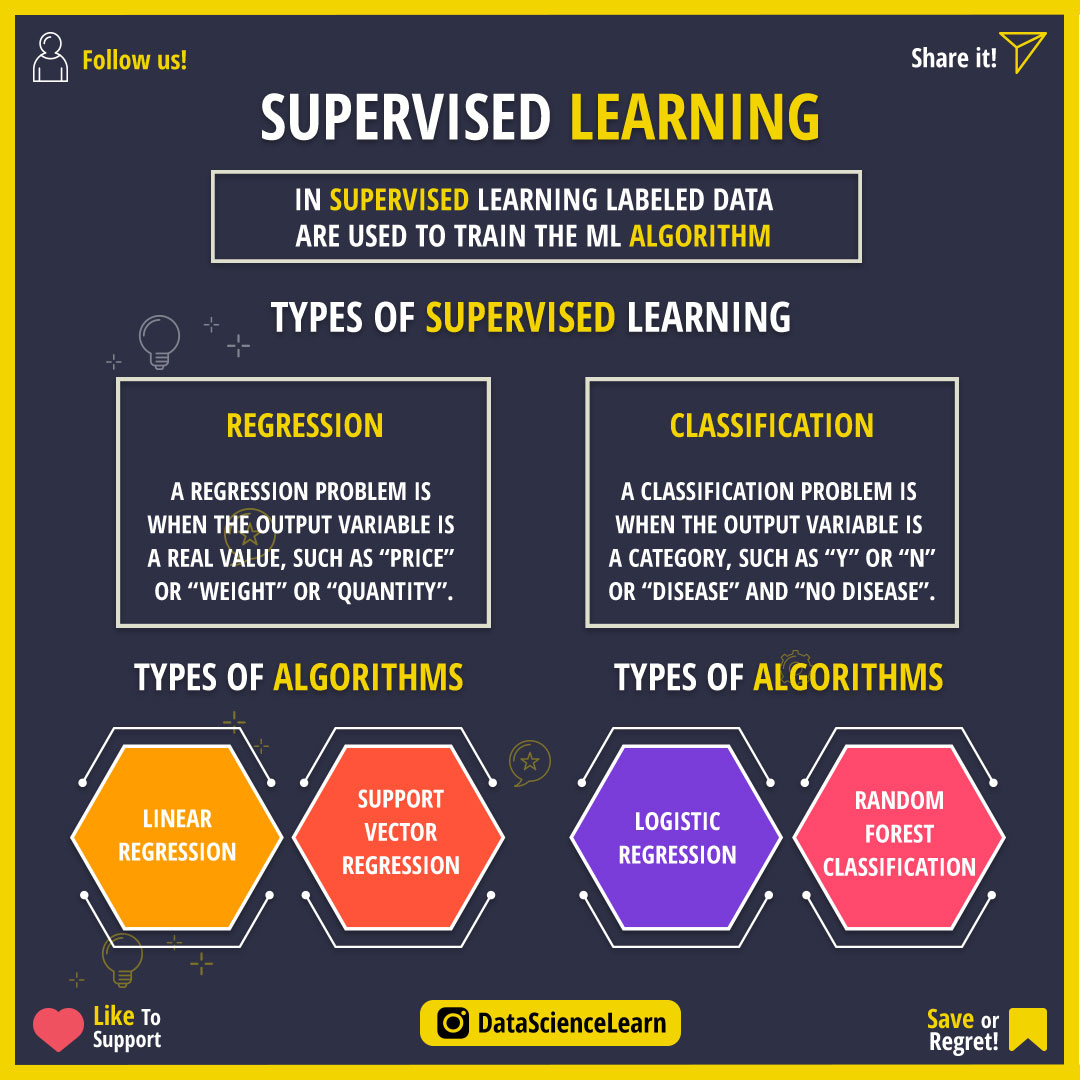 Follow us!
Share it!
SUPERVISED LEARNING
IN SUPERVISED LEARNING LABELED DATA
ARE USED TO TRAIN THE ML ALGORITHM
TYPES OF SUPERVISED LEARNING
REGRESSION
A REGRESSION PROBLEM IS
WHEN THE OUTPUT VARIABLE IS
A REAL VALUE, SUCH AS “PRICE”
OR “WEIGHT” OR “QUANTITY”.
CLASSIFICATION
A CLASSIFICATION PROBLEM IS
WHEN THE OUTPUT VARIABLE IS
A CATEGORY, SUCH AS “Y” OR “N”
OR “DISEASE” AND “NO DISEASE”.
TYPES OF ALGORITHMS
LINEAR
REGRESSION
SUPPORT
VECTOR
REGRESSION
TYPES OF ALGORITHMS
LOGISTIC
REGRESSION
RANDOM
FOREST
CLASSIFICATION
Like To
Support
DataScienceLearn
Save or
Regret!